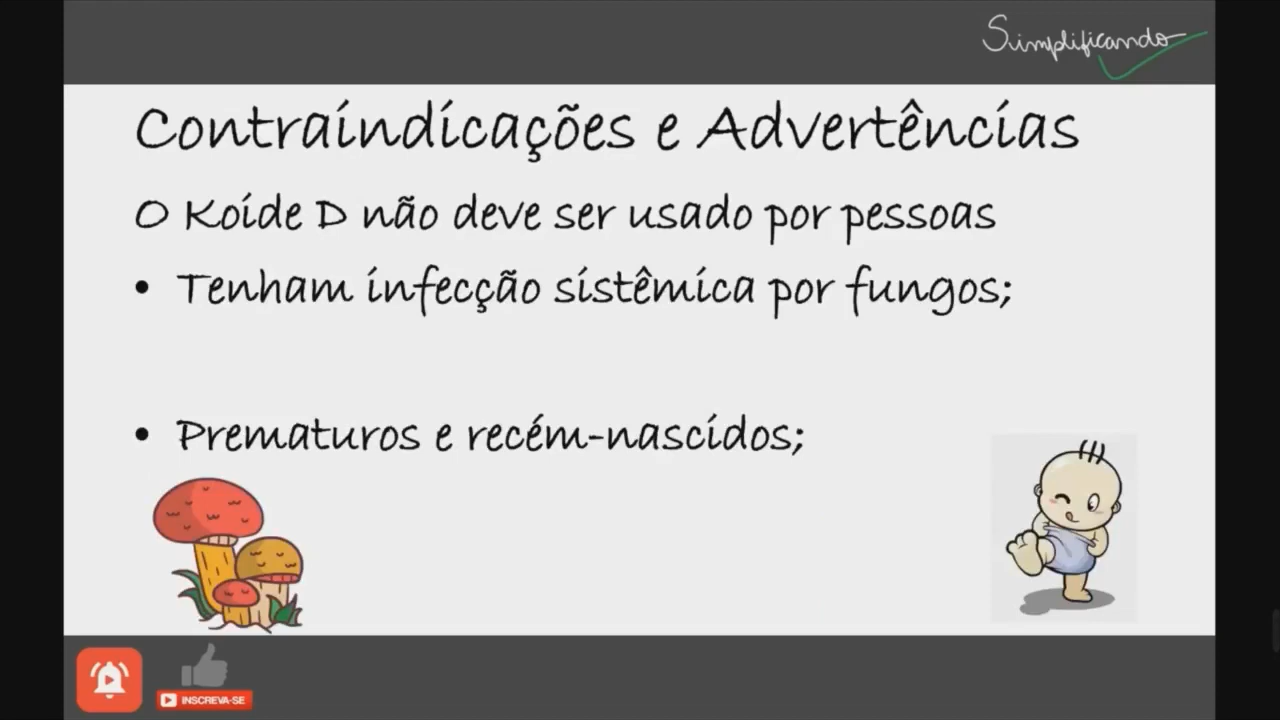 Simplificando
Contraindicações e Advertências
O Koide D não deve ser usado por pessoas
• Tenham infecção sistêmica por fungos;
• Prematuros e recém-nascidos;
INSCREVA-SE